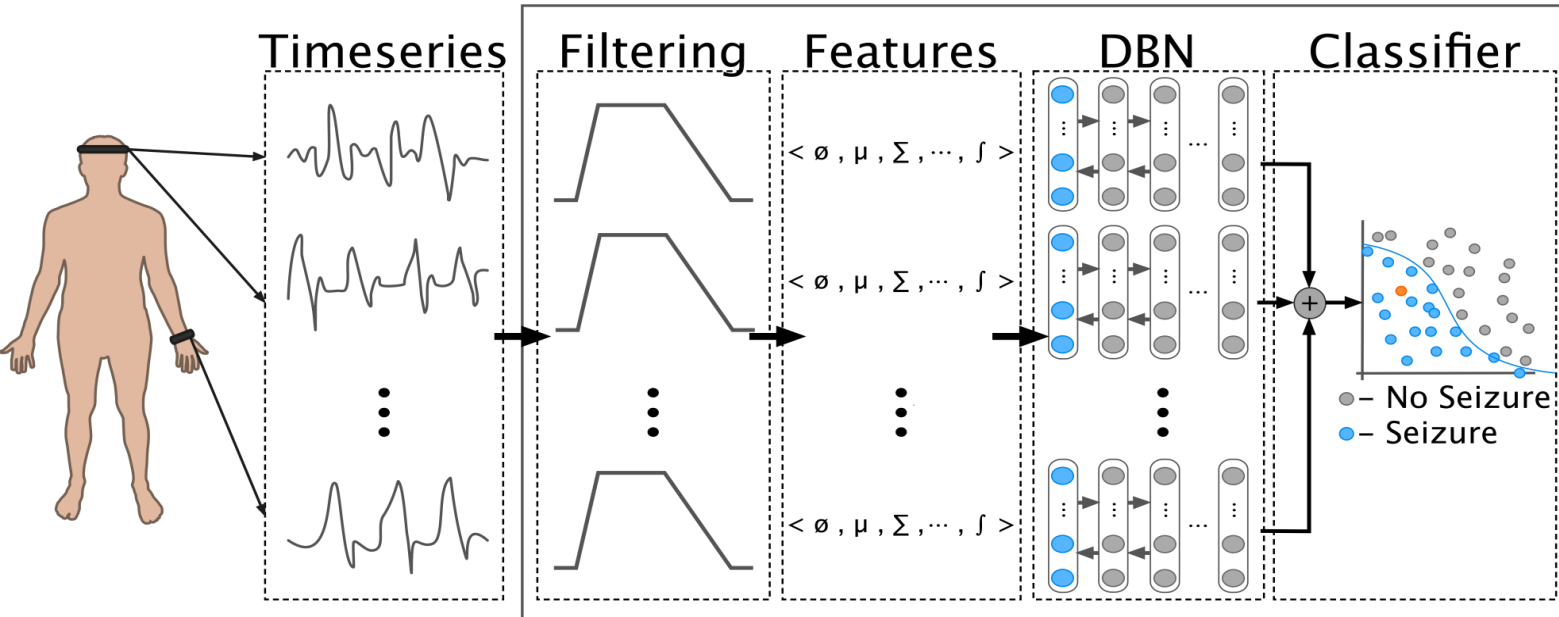 Timeseries
Filtering
Features
DBN
Classifier
< ø , μ , ∑ , ⋯ , ∫ >
< ø , μ , ∑ , ⋯ , ∫ >
< ø , μ , ∑ , ⋯ , ∫ >
+
– No Seizure
– Seizure